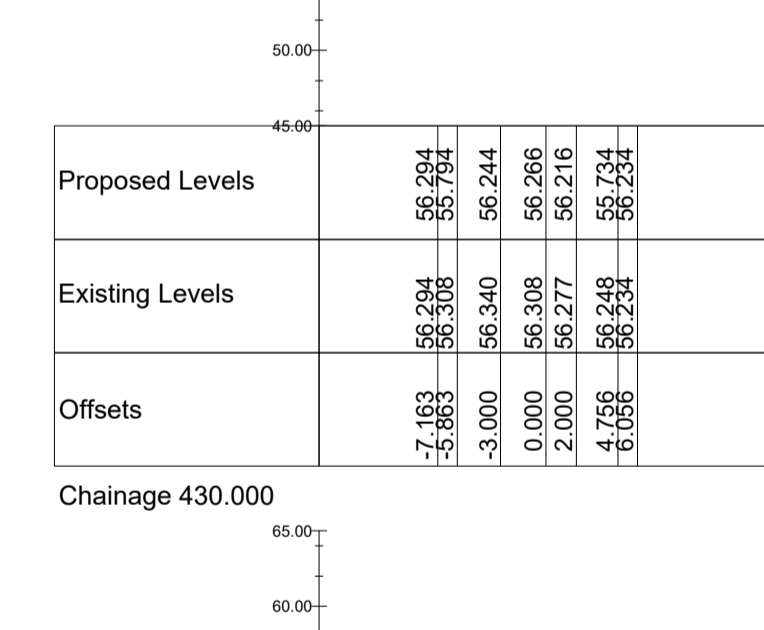 50.00
45.00
Proposed Levels 56.294 55.794 56.244 56.266 56.216 55.734 56.234
Existing Levels 56.294 56.308 56.340 56.308 56.277 56.248 56.234
Offsets -7.163 -5.863 -3.000 0.000 2.000 4.756 6.056
Chainage 430.000
65.00
60.00